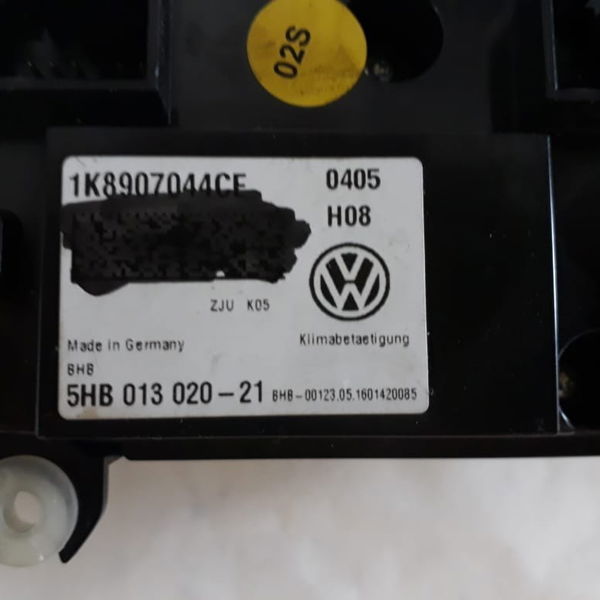 02S
1K8907044CE 0405
H08
ZJU K05
Made in Germany Klimabetaetigung
BHB
5HB 013 020-21 BHB-00123.05.1601420085